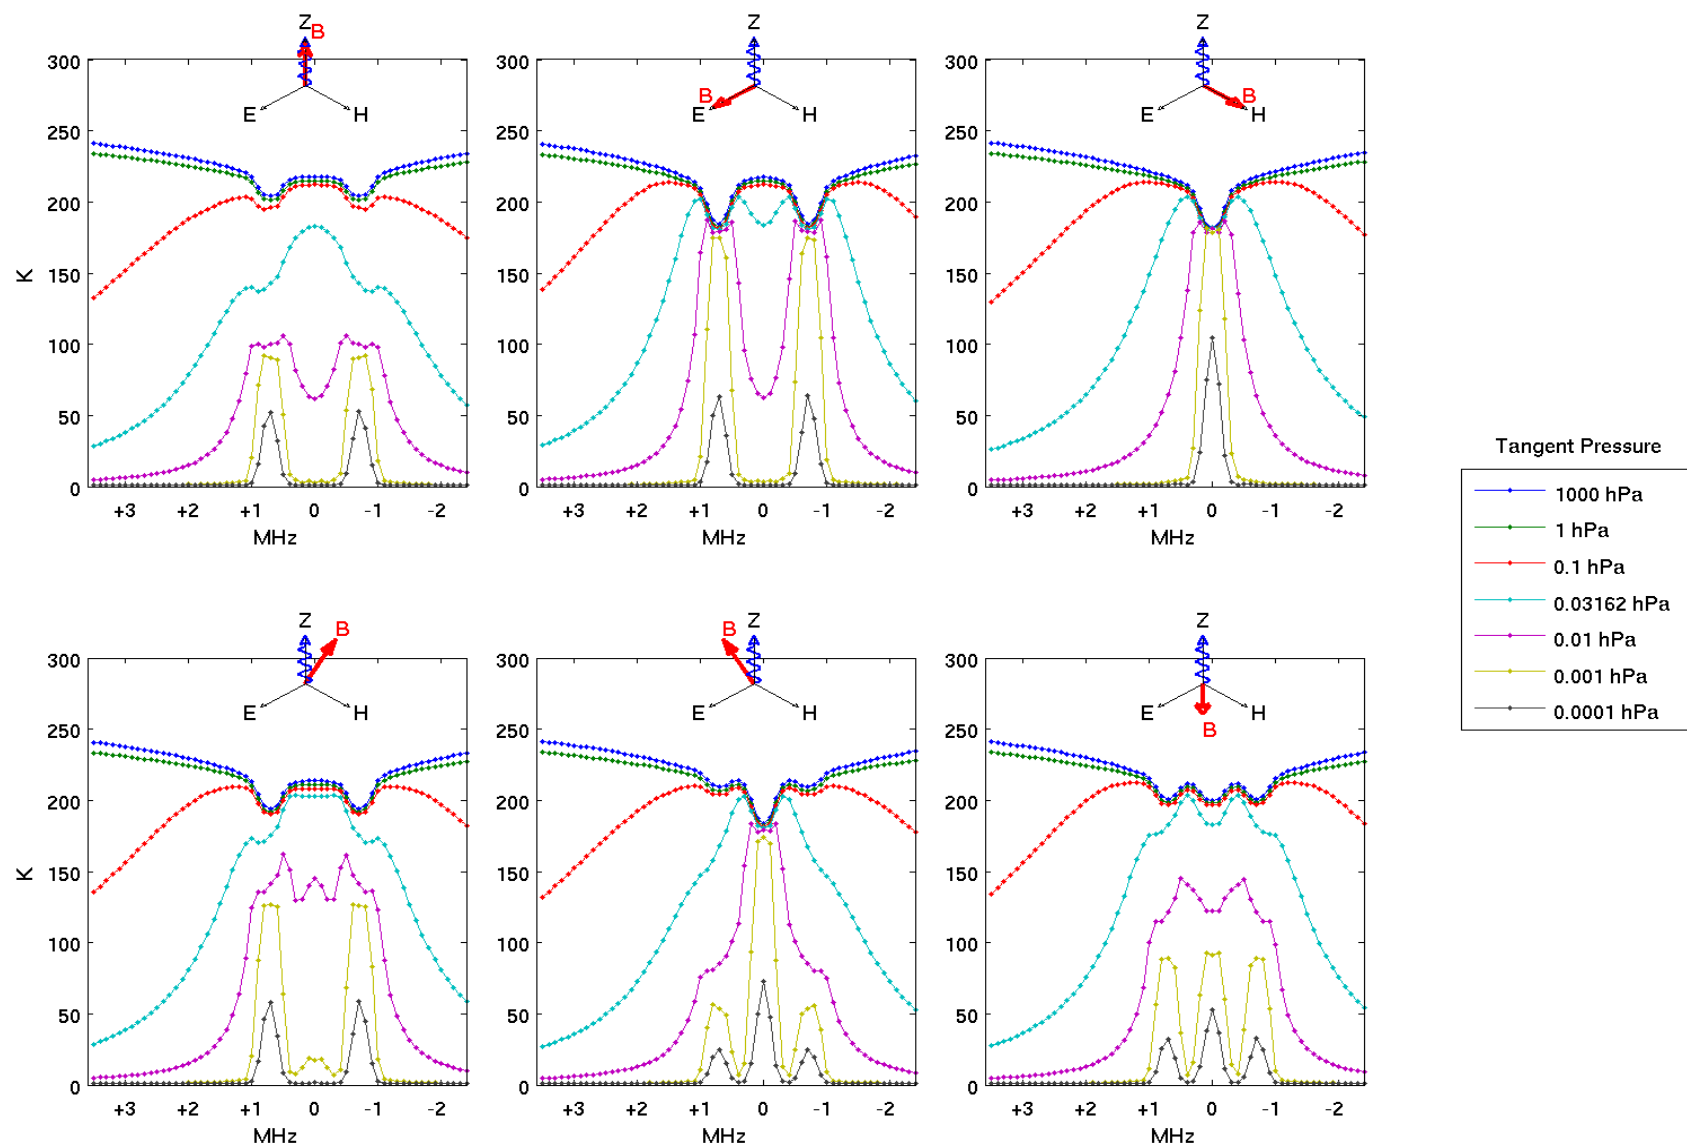 Z
B
E
H
300
250
200
150
100
50
0
K
+3 +2 +1 0 -1 -2
MHz
Z
B
E
H
300
250
200
150
100
50
0
+3 +2 +1 0 -1 -2
MHz
Z
B
E
H
300
250
200
150
100
50
0
+3 +2 +1 0 -1 -2
MHz
Z
B
E
H
300
250
200
150
100
50
0
K
+3 +2 +1 0 -1 -2
MHz
Z
B
E
H
300
250
200
150
100
50
0
+3 +2 +1 0 -1 -2
MHz
Z
E
H
B
300
250
200
150
100
50
0
+3 +2 +1 0 -1 -2
MHz
Tangent Pressure
1000 hPa
1 hPa
0.1 hPa
0.03162 hPa
0.01 hPa
0.001 hPa
0.0001 hPa